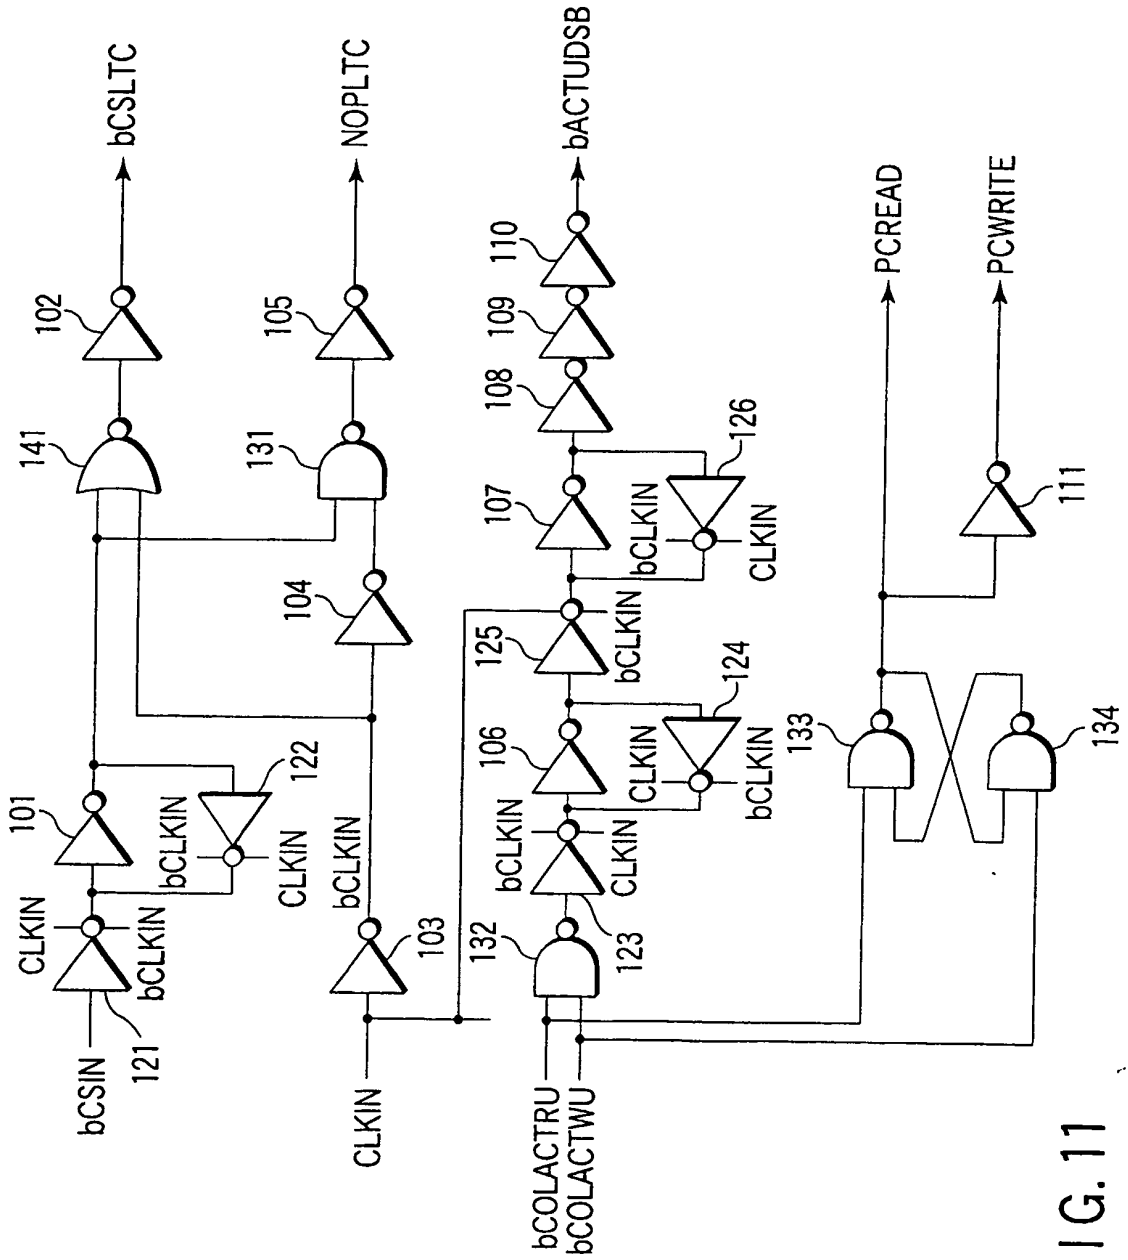 bCSIN
121
CLKIN
bCLKIN
101
bCLKIN
122
CLKIN
141
102
bCSLTC
CLKIN
103
bCLKIN
104
131
105
NOPLTC
bCOLACTRU
bCOLACTWU
132
123
bCLKIN
CLKIN
106
CLKIN
124
bCLKIN
125
bCLKIN
107
bCLKIN
126
CLKIN
108
109
110
bACTUDSB
133
134
PCREAD
111
PCWRITE
IG. 11